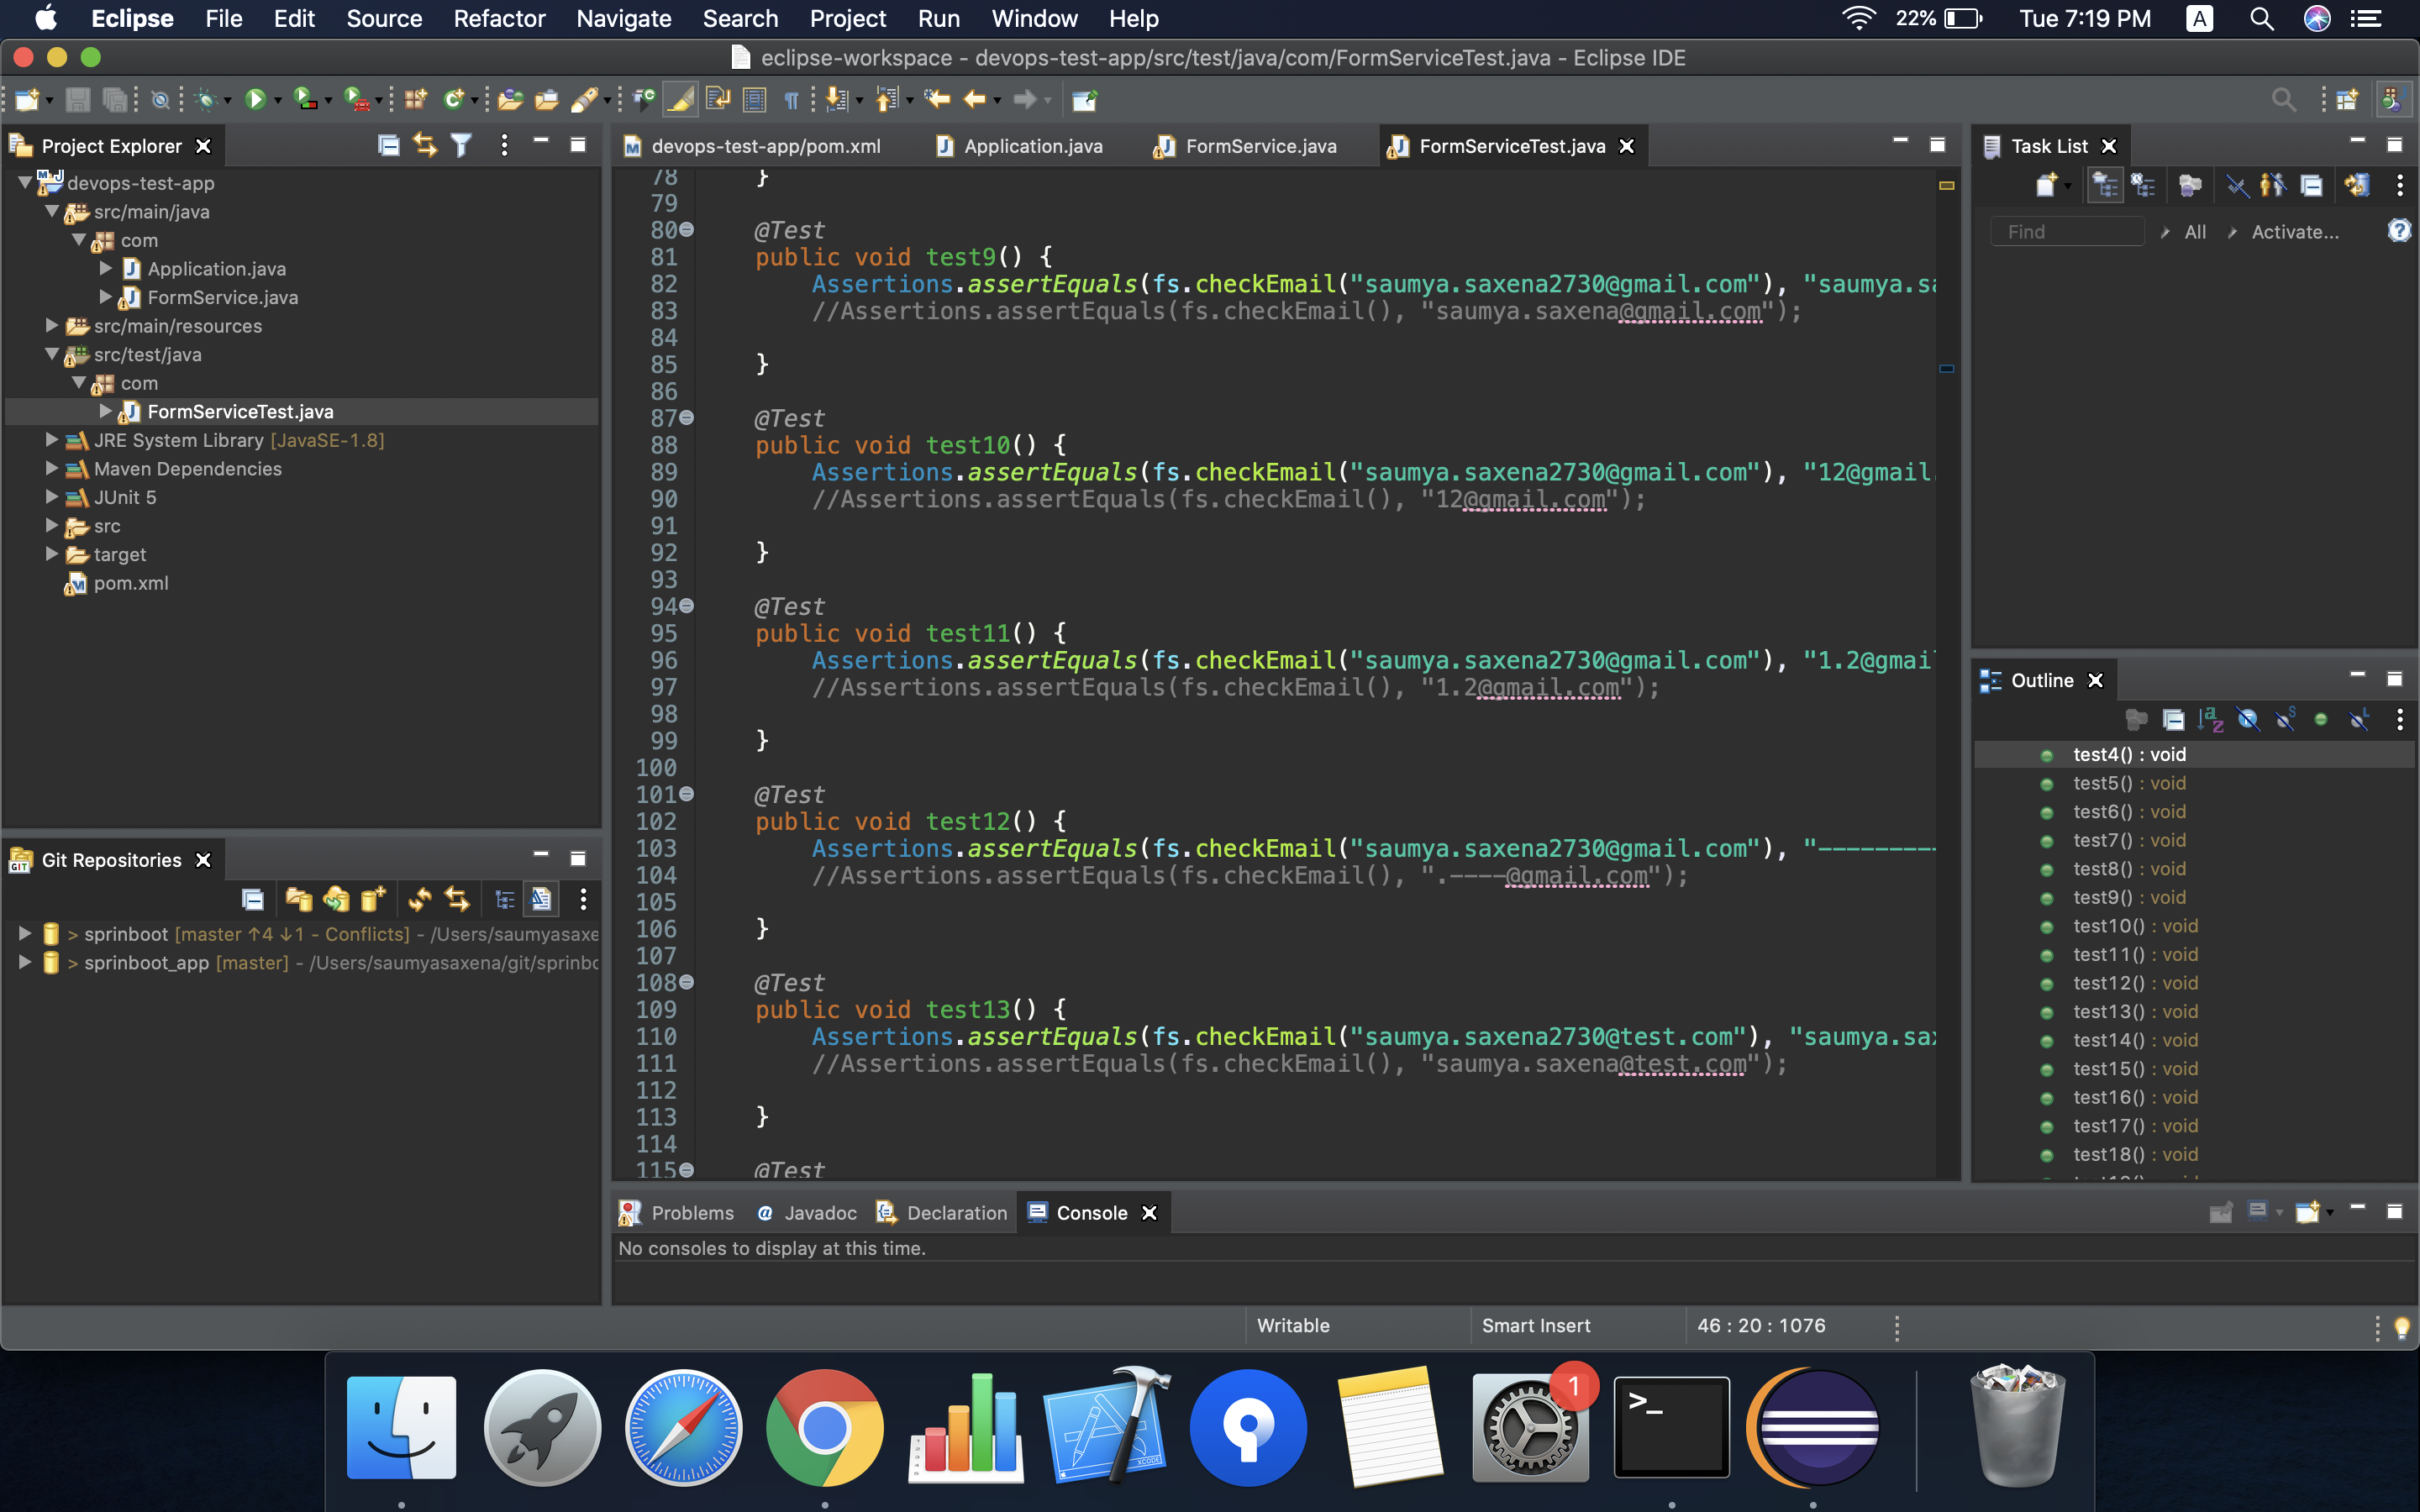 Eclipse File Edit Source Refactor Navigate Search Project Run Window Help 22% Tue 7:19 PM A
eclipse-workspace - devops-test-app/src/test/java/com/FormServiceTest.java - Eclipse IDE
Project Explorer
devops-test-app
src/main/java
com
Application.java
FormService.java
src/main/resources
src/test/java
com
FormServiceTest.java
JRE System Library [JavaSE-1.8]
Maven Dependencies
JUnit 5
src
target
pom.xml
Git Repositories
> sprinboot [master ↑4 ↓1 - Conflicts] - /Users/saumyasaxe
> sprinboot_app [master] - /Users/saumyasaxena/git/sprinbo
devops-test-app/pom.xml Application.java FormService.java FormServiceTest.java
78 }
79
80 @Test
81 public void test9() {
82 Assertions.assertEquals(fs.checkEmail("saumya.saxena2730@gmail.com"), "saumya.sa
83 //Assertions.assertEquals(fs.checkEmail(), "saumya.saxena@gmail.com");
84
85 }
86
87 @Test
88 public void test10() {
89 Assertions.assertEquals(fs.checkEmail("saumya.saxena2730@gmail.com"), "12@gmail.
90 //Assertions.assertEquals(fs.checkEmail(), "12@gmail.com");
91
92 }
93
94 @Test
95 public void test11() {
96 Assertions.assertEquals(fs.checkEmail("saumya.saxena2730@gmail.com"), "1.2@gmai
97 //Assertions.assertEquals(fs.checkEmail(), "1.2@gmail.com");
98
99 }
100
101 @Test
102 public void test12() {
103 Assertions.assertEquals(fs.checkEmail("saumya.saxena2730@gmail.com"), "---------
104 //Assertions.assertEquals(fs.checkEmail(), ".----@gmail.com");
105
106 }
107
108 @Test
109 public void test13() {
110 Assertions.assertEquals(fs.checkEmail("saumya.saxena2730@test.com"), "saumya.sax
111 //Assertions.assertEquals(fs.checkEmail(), "saumya.saxena@test.com");
112
113 }
114
115 @Test
Problems Javadoc Declaration Console
No consoles to display at this time.
Task List
Find All Activate...
Outline
test4() : void
test5() : void
test6() : void
test7() : void
test8() : void
test9() : void
test10() : void
test11() : void
test12() : void
test13() : void
test14() : void
test15() : void
test16() : void
test17() : void
test18() : void
Writable Smart Insert 46 : 20 : 1076
XCODE
1
>_